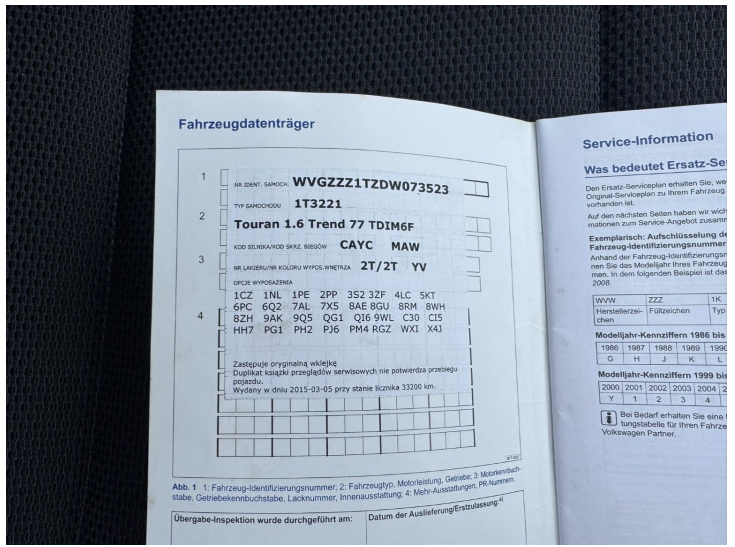 Fahrzeugdatenträger
1
NR IDENT. SAMOCH. WVGZZZ1TZDW073523
TYP SAMOCHODU 1T3221
2
Touran 1.6 Trend 77 TDIM6F
KOD SILNIKA/KOD SKRZ. BIEGÓW CAYC MAW
3
NR LAKIERU/NR KOLORU WYPOS.WNĘTRZA 2T/2T YV
OPCJE WYPOSAŻENIA
1CZ 1NL 1PE 2PP 3S2 3ZF 4LC 5KT
6PC 6Q2 7AL 7X5 8AE 8GU 8RM 8WH
4
8ZH 9AK 9Q5 QG1 QI6 9WL C30 CI5
HH7 PG1 PH2 PJ6 PM4 RGZ WXI X4J
Zastępuje oryginalną wklejkę
Duplikat książki przeglądów serwisowych nie potwierdza przebiegu
pojazdu.
Wydany w dniu 2015-03-05 przy stanie licznika 33200 km.
Abb. 1 1: Fahrzeug-Identifizierungsnummer; 2: Fahrzeugtyp, Motorleistung, Getriebe; 3: Motorkennbuch-
stabe, Getriebekennbuchstabe, Lacknummer, Innenausstattung; 4: Mehr-Ausstattungen, PR-Nummern.
Übergabe-Inspektion wurde durchgeführt am:
Datum der Auslieferung/Erstzulassung:
Service-Information
Was bedeutet Ersatz-Se
Den Ersatz-Serviceplan erhalten Sie, we
Original-Serviceplan zu Ihrem Fahrzeug
vorhanden ist.
Auf den nächsten Seiten haben wir wich
mationen zum Service-Angebot zusamm
Exemplarisch: Aufschlüsselung de
Fahrzeug-Identifizierungsnummer
Anhand der Fahrzeug-Identifizierungsn
nen Sie das Modelljahr Ihres Fahrzeug
men. In dem folgenden Beispiel ist das
2008.
WVW ZZZ 1K
Herstellerzei- Füllzeichen Typ
chen
Modelljahr-Kennziffern 1986 bis
1986 1987 1988 1989 1990
G H J K L
Modelljahr-Kennziffern 1999 bis
2000 2001 2002 2003 2004 2
Y 1 2 3 4
Bei Bedarf erhalten Sie eine
tungstabelle für Ihren Fahrze
Volkswagen Partner.